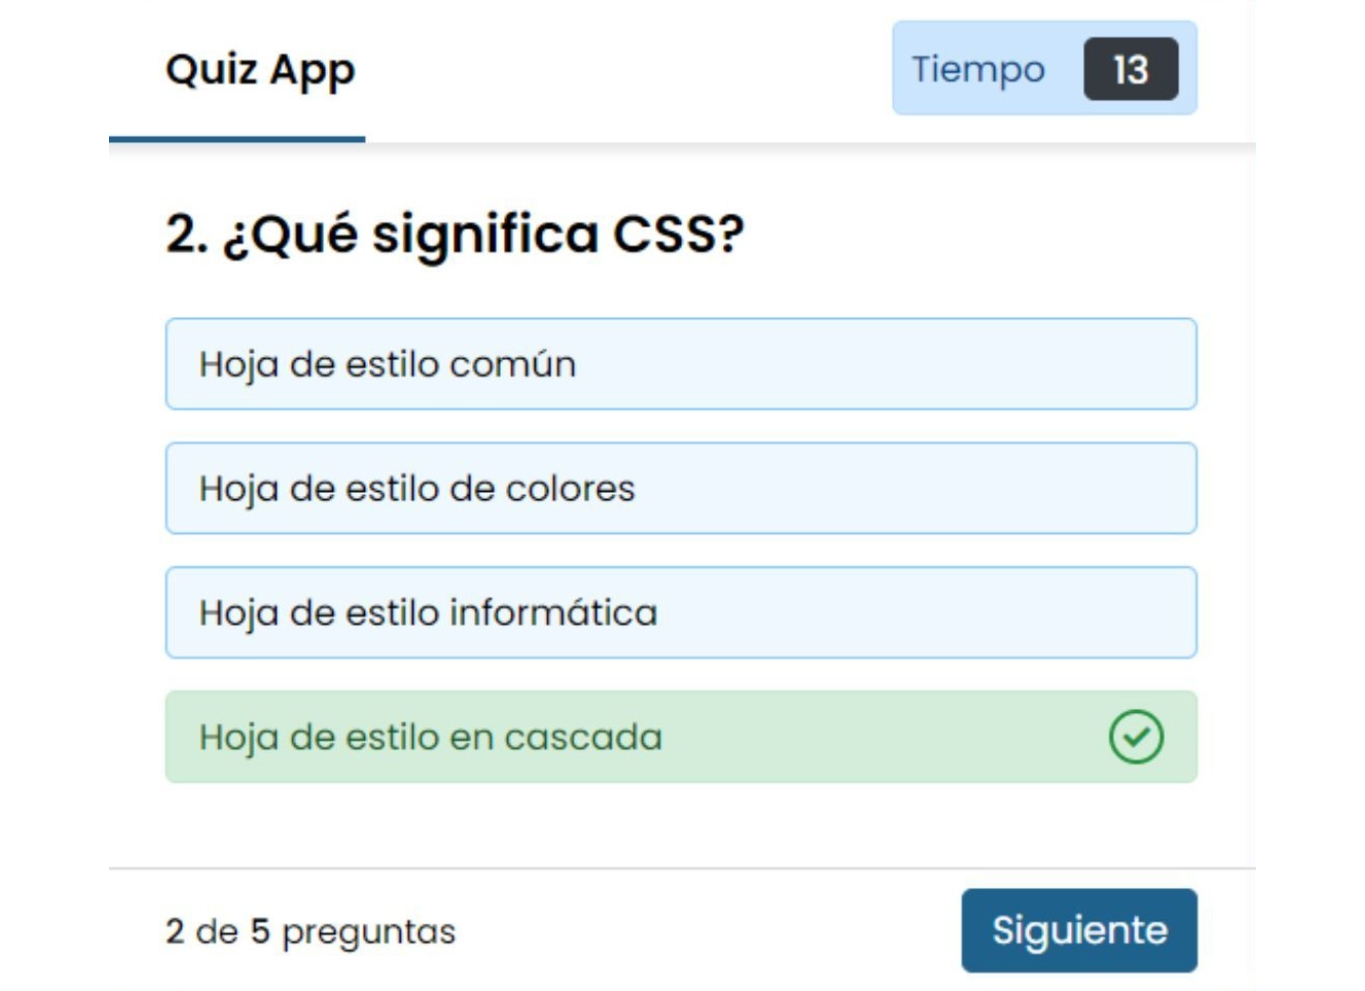 Quiz App
Tiempo 13
2. ¿Qué significa CSS?
Hoja de estilo común
Hoja de estilo de colores
Hoja de estilo informática
Hoja de estilo en cascada
2 de 5 preguntas
Siguiente